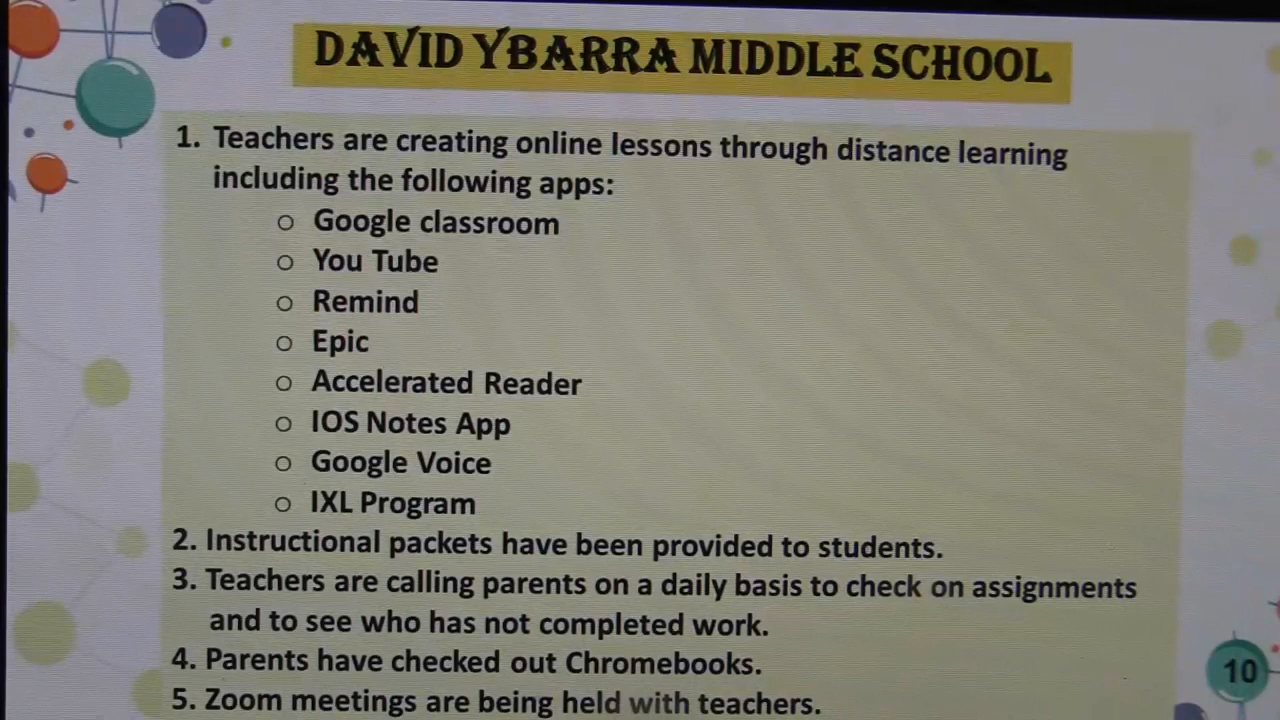 DAVID YBARRA MIDDLE SCHOOL
1. Teachers are creating online lessons through distance learning
including the following apps:
o Google classroom
o You Tube
o Remind
o Epic
o Accelerated Reader
o IOS Notes App
o Google Voice
o IXL Program
2. Instructional packets have been provided to students.
3. Teachers are calling parents on a daily basis to check on assignments
and to see who has not completed work.
4. Parents have checked out Chromebooks.
10
5. Zoom meetings are being held with teachers.